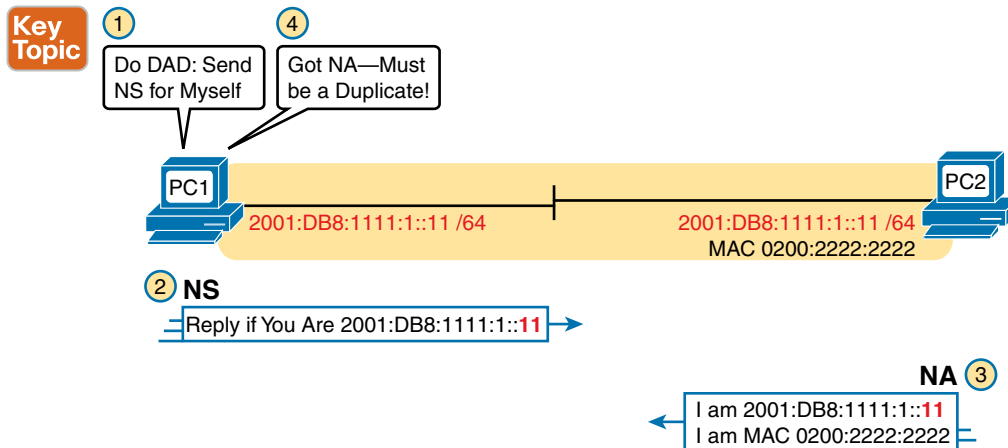 Key
Topic
1
Do DAD: Send
NS for Myself
4
Got NA—Must
be a Duplicate!
PC1
PC2
2001:DB8:1111:1::11 /64
2001:DB8:1111:1::11 /64
MAC 0200:2222:2222
2 NS
Reply if You Are 2001:DB8:1111:1::11
NA 3
I am 2001:DB8:1111:1::11
I am MAC 0200:2222:2222